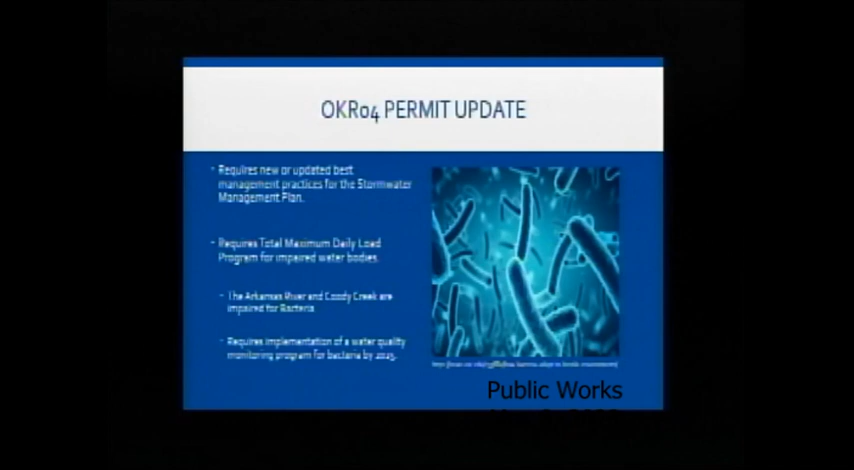 OKR04 PERMIT UPDATE
Requires new or updated best
management practices for the Stormwater
Management Plan.
Requires Total Maximum Daily Load
Program for impaired water bodies.
The Arkansas River and Coody Creek are
impaired for Bacteria
Requires implementation of a water quality
monitoring program for bacteria by 2025.
Public Works